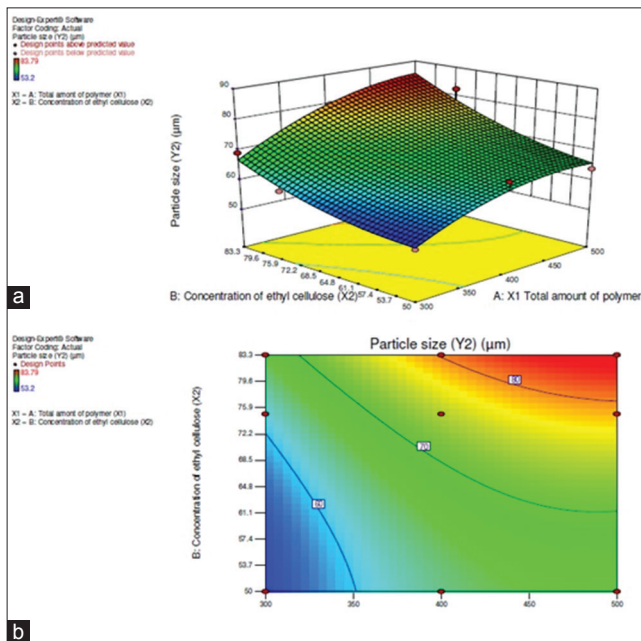 Design-Expert® Software
Factor Coding: Actual
Particle size (Y2) (µm)
Design points above predicted value
Design points below predicted value
83.79
53.2
X1 = A: Total amont of polymer (X1)
X2 = B: Concentration of ethyl cellulose (X2)
Particle size (Y2) (µm)
90
80
70
60
50
83.3
79.6
75.9
72.2
68.5
64.8
61.1
57.4
53.7
50
300
350
400
450
500
B: Concentration of ethyl cellulose (X2)
A: X1 Total amount of polymer
a
Design-Expert® Software
Factor Coding: Actual
Particle size (Y2) (µm)
Design Points
83.79
53.2
X1 = A: Total amont of polymer (X1)
X2 = B: Concentration of ethyl cellulose (X2)
Particle size (Y2) (µm)
B: Concentration of ethyl cellulose (X2)
83.3
79.6
75.9
72.2
68.5
64.8
61.1
57.4
53.7
50
80
70
60
300
350
400
450
500
b